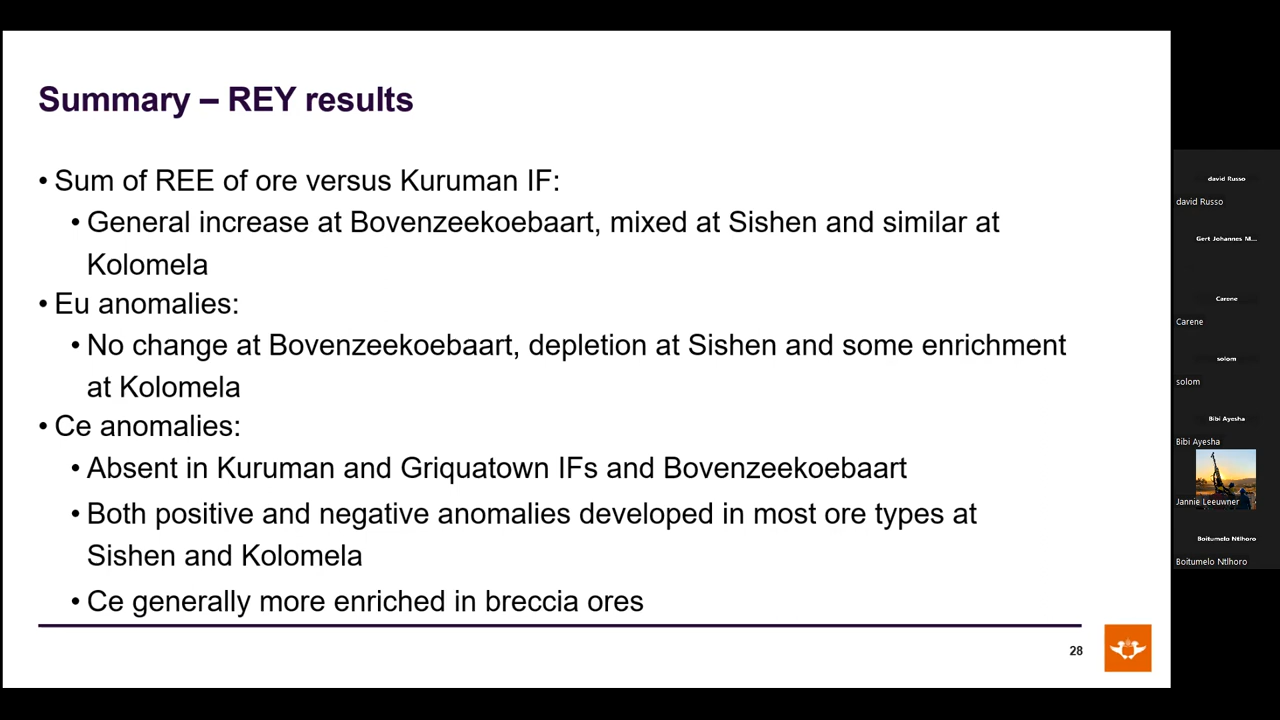 Summary – REY results
• Sum of REE of ore versus Kuruman IF:
• General increase at Bovenzeekoebaart, mixed at Sishen and similar at
Kolomela
• Eu anomalies:
• No change at Bovenzeekoebaart, depletion at Sishen and some enrichment
at Kolomela
• Ce anomalies:
• Absent in Kuruman and Griquatown IFs and Bovenzeekoebaart
• Both positive and negative anomalies developed in most ore types at
Sishen and Kolomela
• Ce generally more enriched in breccia ores
28
david Russo
david Russo
Gert Johannes M...
Carene
Carene
solom
solom
Bibi Ayesha
Bibi Ayesha
Jannie Leeuwner
Boitumelo Ntlhoro
Boitumelo Ntlhoro